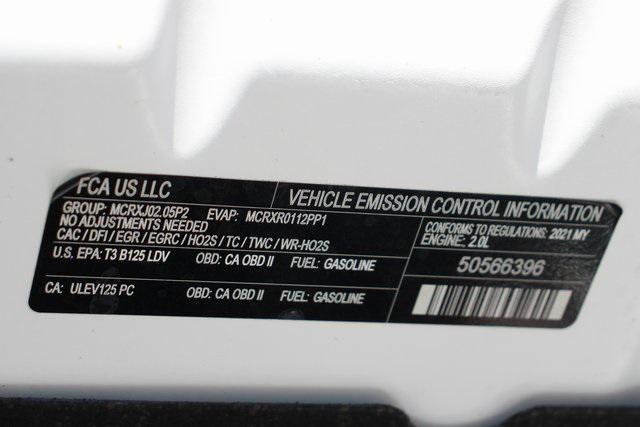 FCA US LLC
VEHICLE EMISSION CONTROL INFORMATION
GROUP: MCRXJ02.05P2 EVAP: MCRXR0112PP1
NO ADJUSTMENTS NEEDED
CAC / DFI / EGR / EGRC / HO2S / TC / TWC / WR-HO2S
CONFORMS TO REGULATIONS: 2021 MY
ENGINE: 2.0L
U.S. EPA: T3 B125 LDV OBD: CA OBD II FUEL: GASOLINE
50566396
CA: ULEV125 PC OBD: CA OBD II FUEL: GASOLINE